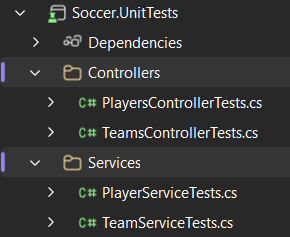 Soccer.UnitTests
Dependencies
Controllers
C# PlayersControllerTests.cs
C# TeamsControllerTests.cs
Services
C# PlayerServiceTests.cs
C# TeamServiceTests.cs